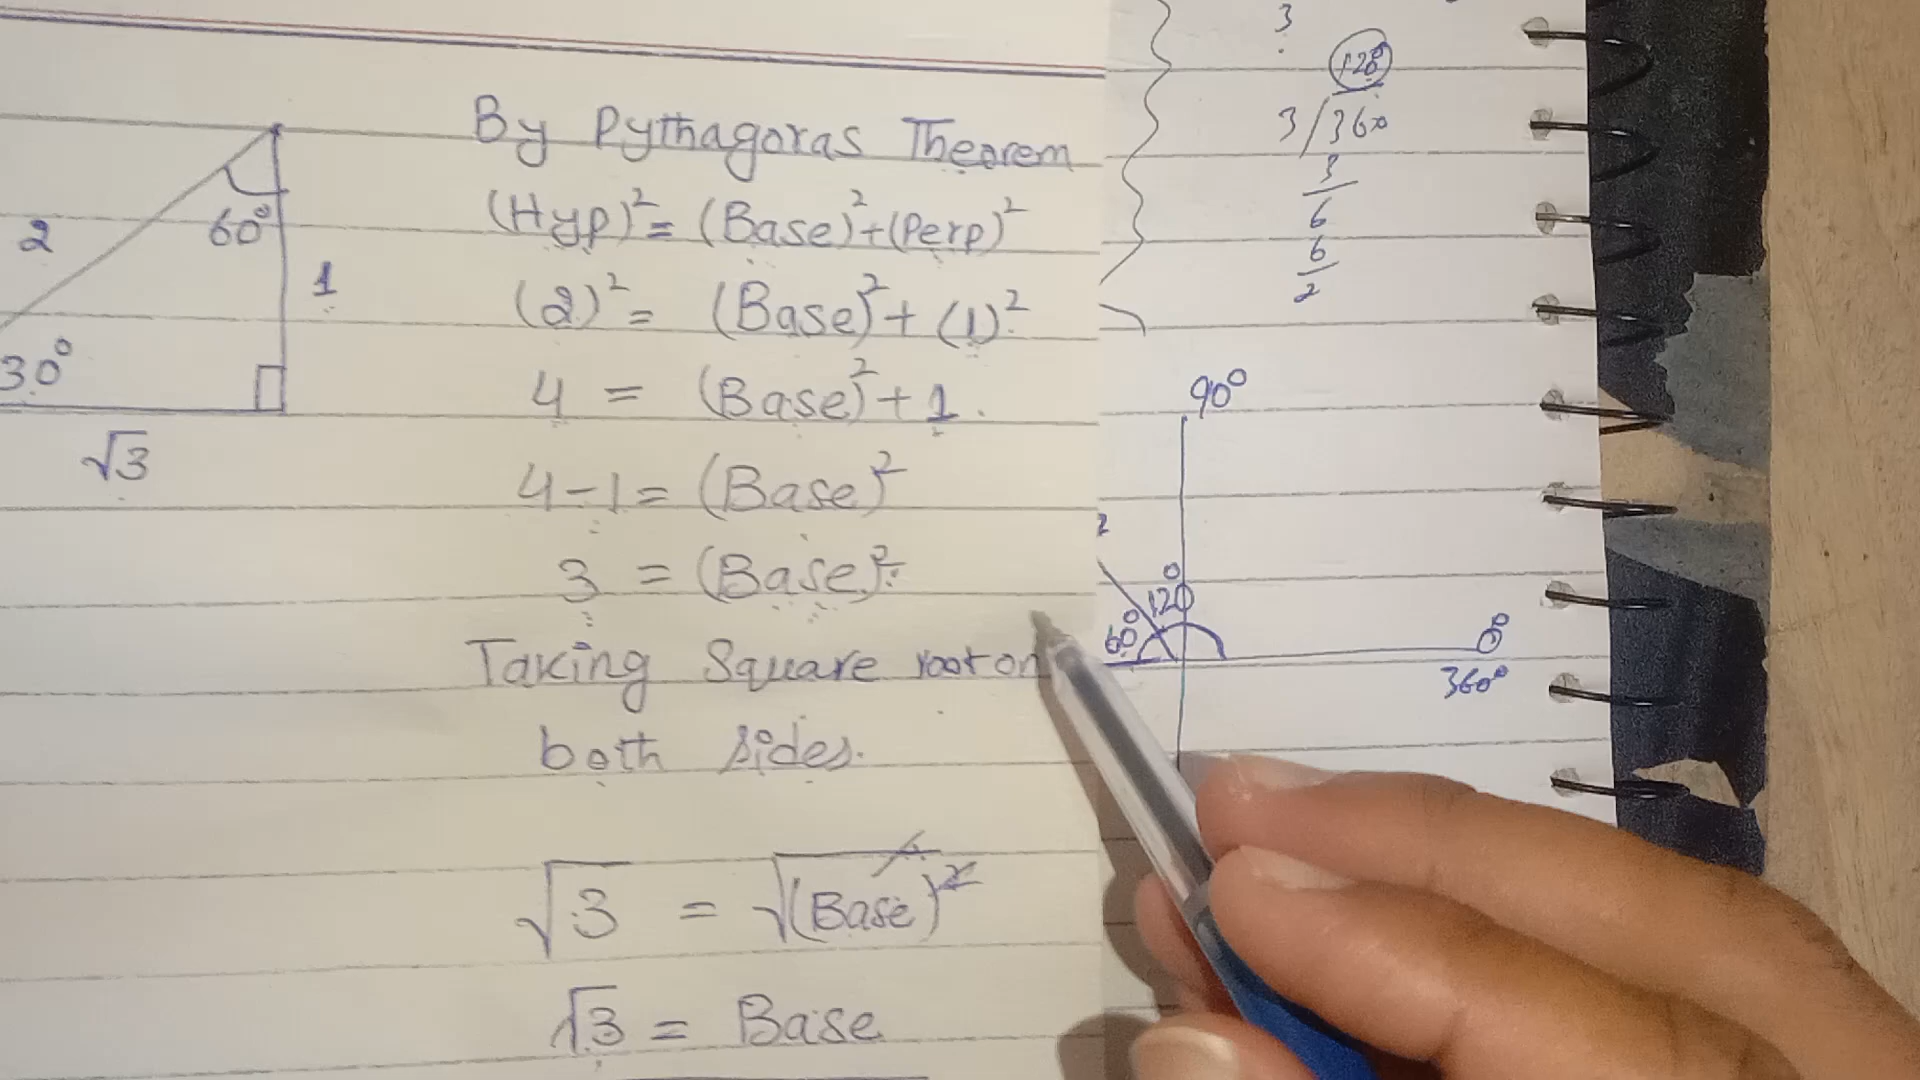 By Pythagoras Theorem
(Hyp)² = (Base)² + (Perp)²
(2)² = (Base)² + (1)²
4 = (Base)² + 1.
4 - 1 = (Base)²
3 = (Base)²
Taking Square root on
both sides.
√3 = √(Base)²
√3 = Base
2
60°
1
30°
√3
3
120
3/360
3
6
6
2
90°
2
120°
60°
0°
360°